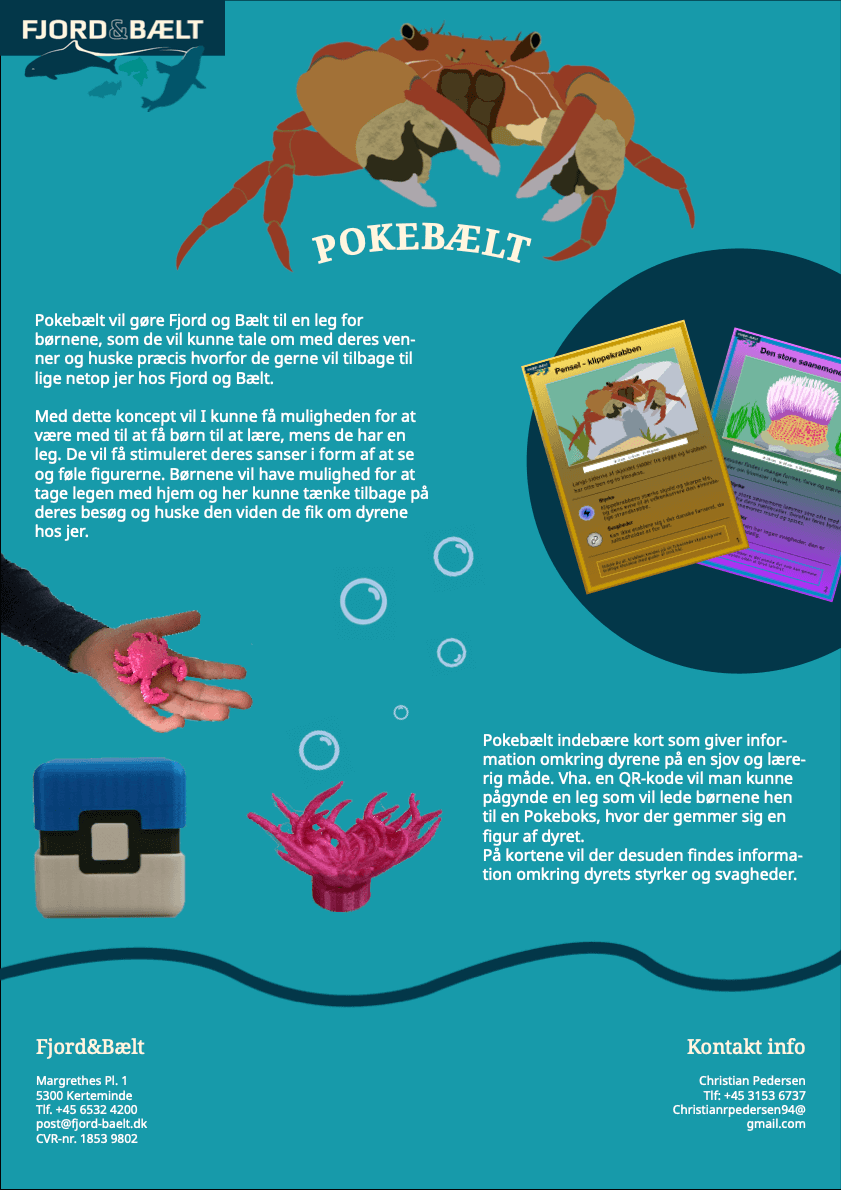 FJORD&BÆLT
POKEBÆLT
Pokebælt vil gøre Fjord og Bælt til en leg for
børnene, som de vil kunne tale om med deres ven-
ner og huske præcis hvorfor de gerne vil tilbage til
lige netop jer hos Fjord og Bælt.
Med dette koncept vil I kunne få muligheden for at
være med til at få børn til at lære, mens de har en
leg. De vil få stimuleret deres sanser i form af at se
og føle figurerne. Børnene vil have mulighed for at
tage legen med hjem og her kunne tænke tilbage på
deres besøg og huske den viden de fik om dyrene
hos jer.
Pensel - klippekrabben
Styrke
Svagheder
Den store søanemone
Pokebælt indebære kort som giver infor-
mation omkring dyrene på en sjov og lære-
rig måde. Vha. en QR-kode vil man kunne
pågynde en leg som vil lede børnene hen
til en Pokeboks, hvor der gemmer sig en
figur af dyret.
På kortene vil der desuden findes informa-
tion omkring dyrets styrker og svagheder.
Fjord&Bælt
Margrethes Pl. 1
5300 Kerteminde
Tlf. +45 6532 4200
post@fjord-baelt.dk
CVR-nr. 1853 9802
Kontakt info
Christian Pedersen
Tlf: +45 3153 6737
Christianrpedersen94@
gmail.com